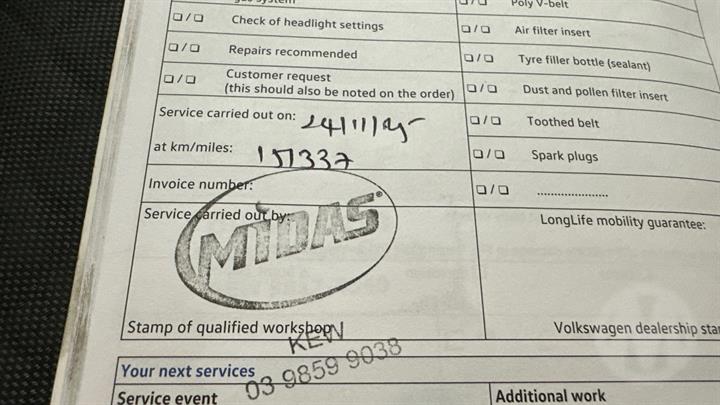 Check of headlight settings
Repairs recommended
Customer request
(this should also be noted on the order)
Service carried out on: 24/11/25
at km/miles: 157337
Invoice number:
Service carried out by:
MIDAS®
Stamp of qualified workshop
KEW
03 9859 9038
Poly V-belt
Air filter insert
Tyre filler bottle (sealant)
Dust and pollen filter insert
Toothed belt
Spark plugs
....................
LongLife mobility guarantee:
Volkswagen dealership
Your next services
Service event
Additional work